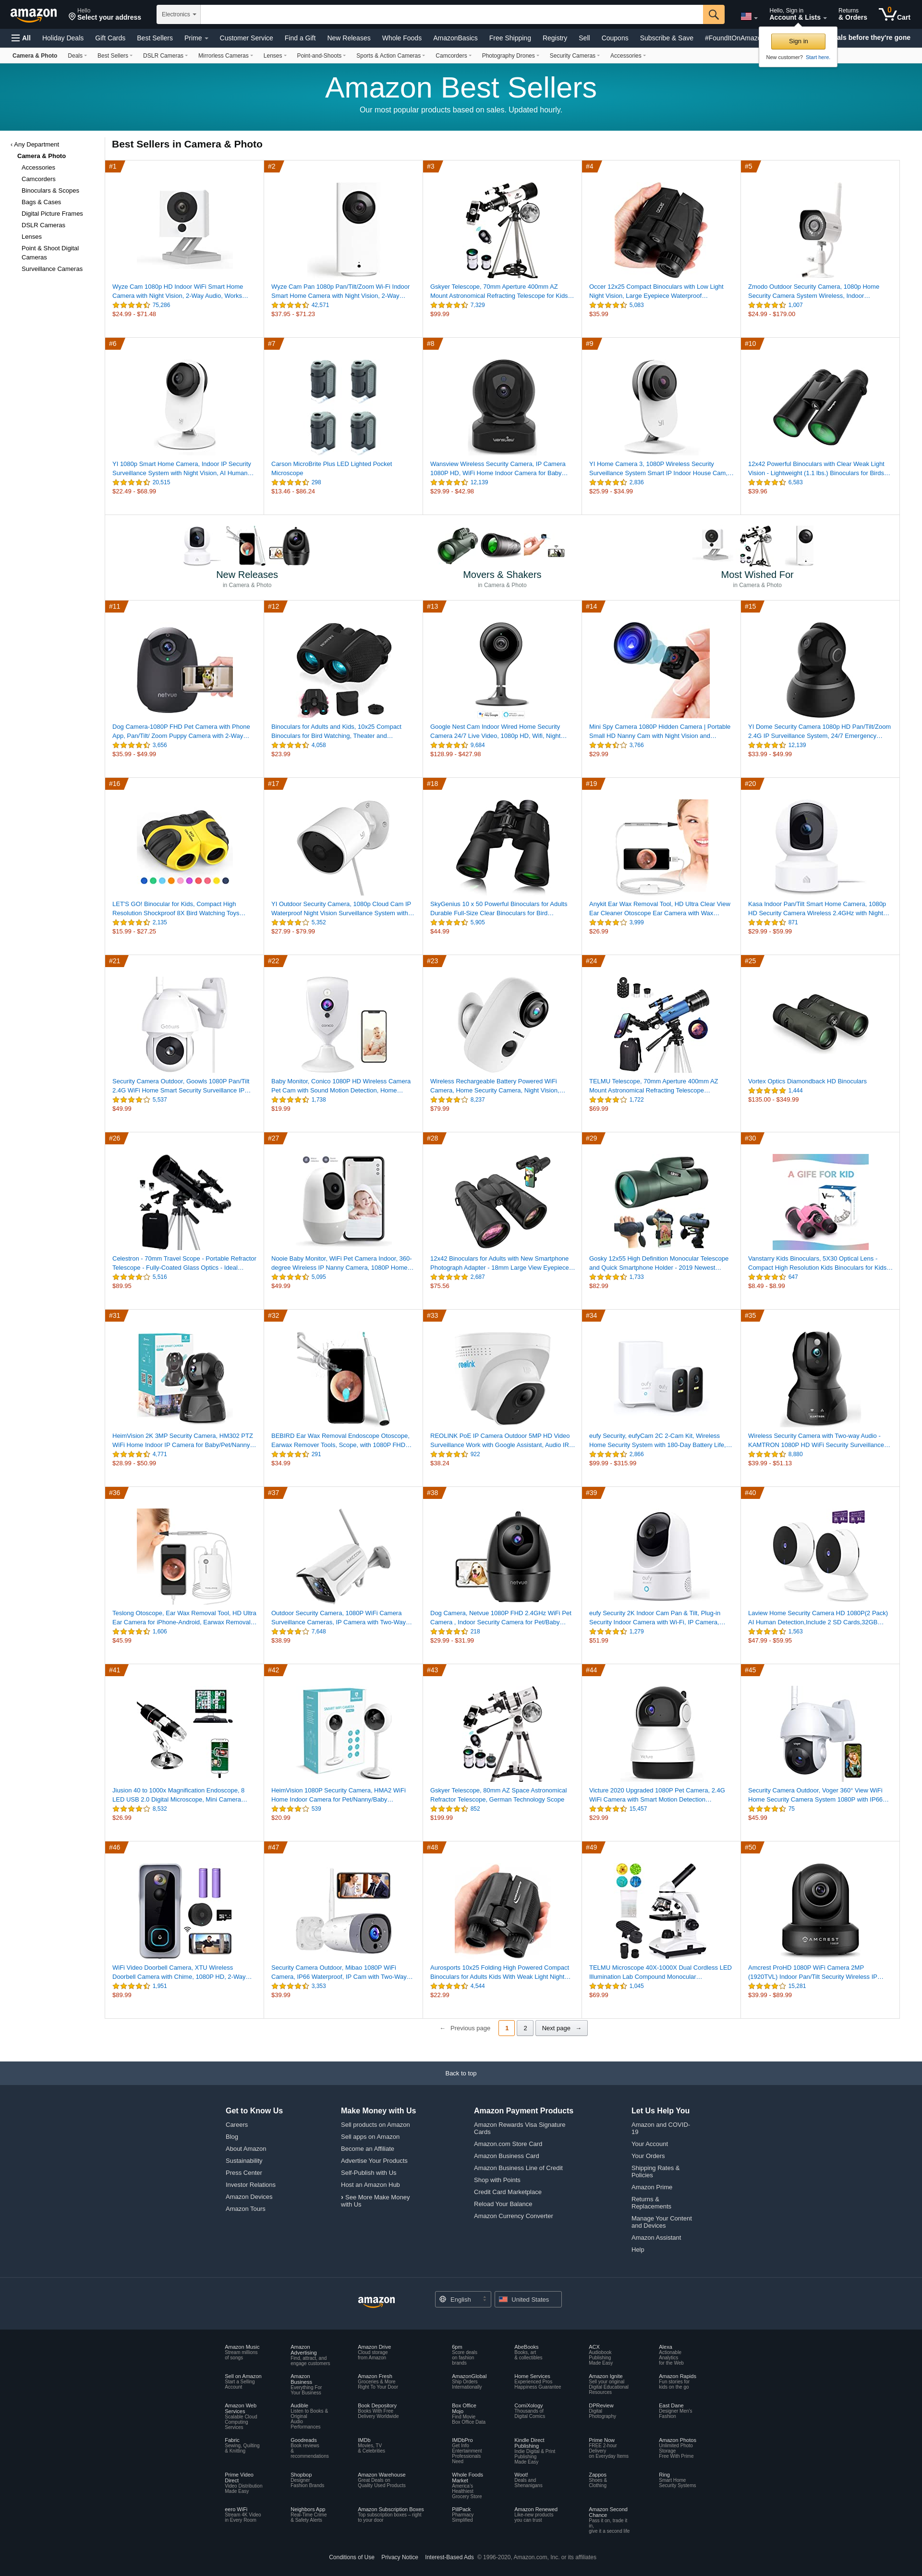 amazon
Hello
Select your address
Electronics
Hello, Sign in
Account & Lists
Returns
& Orders
0
Cart
All
Holiday Deals
Gift Cards
Best Sellers
Prime
Customer Service
Find a Gift
New Releases
Whole Foods
AmazonBasics
Free Shipping
Registry
Sell
Coupons
Subscribe & Save
before they're gone
Sign in
New customer? Start here.
Camera & Photo
Deals
Best Sellers
DSLR Cameras
Mirrorless Cameras
Lenses
Point-and-Shoots
Sports & Action Cameras
Camcorders
Photography Drones
Security Cameras
Accessories
Amazon Best Sellers
Our most popular products based on sales. Updated hourly.
‹ Any Department
Camera & Photo
Accessories
Camcorders
Binoculars & Scopes
Bags & Cases
Digital Picture Frames
DSLR Cameras
Lenses
Point & Shoot Digital
Cameras
Surveillance Cameras
Best Sellers in Camera & Photo
#1
Wyze Cam 1080p HD Indoor WiFi Smart Home
Camera with Night Vision, 2-Way Audio, Works…
75,286
$24.99 - $71.48
#2
Wyze Cam Pan 1080p Pan/Tilt/Zoom Wi-Fi Indoor
Smart Home Camera with Night Vision, 2-Way…
42,571
$37.95 - $71.23
#3
Gskyer Telescope, 70mm Aperture 400mm AZ
Mount Astronomical Refracting Telescope for Kids…
7,329
$99.99
#4
Occer 12x25 Compact Binoculars with Low Light
Night Vision, Large Eyepiece Waterproof…
5,083
$35.99
#5
Zmodo Outdoor Security Camera, 1080p Home
Security Camera System Wireless, Indoor…
1,007
$24.99 - $179.00
#6
YI 1080p Smart Home Camera, Indoor IP Security
Surveillance System with Night Vision, AI Human…
20,515
$22.49 - $68.99
#7
Carson MicroBrite Plus LED Lighted Pocket
Microscope
298
$13.46 - $86.24
#8
Wansview Wireless Security Camera, IP Camera
1080P HD, WiFi Home Indoor Camera for Baby…
12,139
$29.99 - $42.98
#9
YI Home Camera 3, 1080P Wireless Security
Surveillance System Smart IP Indoor House Cam,…
2,836
$25.99 - $34.99
#10
12x42 Powerful Binoculars with Clear Weak Light
Vision - Lightweight (1.1 lbs.) Binoculars for Birds…
6,583
$39.96
New Releases
in Camera & Photo
Movers & Shakers
in Camera & Photo
Most Wished For
in Camera & Photo
#11
netvue
Dog Camera-1080P FHD Pet Camera with Phone
App, Pan/Tilt/ Zoom Puppy Camera with 2-Way…
3,656
$35.99 - $49.99
#12
Binoculars for Adults and Kids, 10x25 Compact
Binoculars for Bird Watching, Theater and…
4,058
$23.99
#13
Google Nest Cam Indoor Wired Home Security
Camera 24/7 Live Video, 1080p HD, Wifi, Night…
9,684
$128.99 - $427.98
#14
Mini Spy Camera 1080P Hidden Camera | Portable
Small HD Nanny Cam with Night Vision and…
3,766
$29.99
#15
YI Dome Security Camera 1080p HD Pan/Tilt/Zoom
2.4G IP Surveillance System, 24/7 Emergency…
12,139
$33.99 - $49.99
#16
LET'S GO! Binocular for Kids, Compact High
Resolution Shockproof 8X Bird Watching Toys…
2,135
$15.99 - $27.25
#17
YI Outdoor Security Camera, 1080p Cloud Cam IP
Waterproof Night Vision Surveillance System with…
5,352
$27.99 - $79.99
#18
SkyGenius 10 x 50 Powerful Binoculars for Adults
Durable Full-Size Clear Binoculars for Bird…
5,905
$44.99
#19
Anykit Ear Wax Removal Tool, HD Ultra Clear View
Ear Cleaner Otoscope Ear Camera with Wax…
3,999
$26.99
#20
Kasa Indoor Pan/Tilt Smart Home Camera, 1080p
HD Security Camera Wireless 2.4GHz with Night…
871
$29.99 - $59.99
#21
Security Camera Outdoor, Goowls 1080P Pan/Tilt
2.4G WiFi Home Smart Security Surveillance IP…
5,537
$49.99
#22
Baby Monitor, Conico 1080P HD Wireless Camera
Pet Cam with Sound Motion Detection, Home…
1,738
$19.99
#23
Wireless Rechargeable Battery Powered WiFi
Camera, Home Security Camera, Night Vision,…
8,237
$79.99
#24
TELMU Telescope, 70mm Aperture 400mm AZ
Mount Astronomical Refracting Telescope…
1,722
$69.99
#25
Vortex Optics Diamondback HD Binoculars
1,444
$135.00 - $349.99
#26
Celestron - 70mm Travel Scope - Portable Refractor
Telescope - Fully-Coated Glass Optics - Ideal…
5,516
$89.95
#27
Nooie Baby Monitor, WiFi Pet Camera Indoor, 360-
degree Wireless IP Nanny Camera, 1080P Home…
5,095
$49.99
#28
12x42 Binoculars for Adults with New Smartphone
Photograph Adapter - 18mm Large View Eyepiece…
2,687
$75.56
#29
Gosky 12x55 High Definition Monocular Telescope
and Quick Smartphone Holder - 2019 Newest…
1,733
$82.99
#30
A GIFE FOR KID
Vanstarry Kids Binoculars, 5X30 Optical Lens -
Compact High Resolution Kids Binoculars for Kids…
647
$8.49 - $8.99
#31
HeimVision 2K 3MP Security Camera, HM302 PTZ
WiFi Home Indoor IP Camera for Baby/Pet/Nanny…
4,771
$28.99 - $50.99
#32
BEBIRD Ear Wax Removal Endoscope Otoscope,
Earwax Remover Tools, Scope, with 1080P FHD…
291
$34.99
#33
reolink
REOLINK PoE IP Camera Outdoor 5MP HD Video
Surveillance Work with Google Assistant, Audio IR…
922
$38.24
#34
eufy Security, eufyCam 2C 2-Cam Kit, Wireless
Home Security System with 180-Day Battery Life,…
2,866
$99.99 - $315.99
#35
Wireless Security Camera with Two-way Audio -
KAMTRON 1080P HD WiFi Security Surveillance…
8,880
$39.99 - $51.13
#36
Teslong Otoscope, Ear Wax Removal Tool, HD Ultra
Ear Camera for iPhone-Android, Earwax Removal…
1,606
$45.99
#37
Outdoor Security Camera, 1080P WiFi Camera
Surveillance Cameras, IP Camera with Two-Way…
7,648
$38.99
#38
netvue
Dog Camera, Netvue 1080P FHD 2.4GHz WiFi Pet
Camera , Indoor Security Camera for Pet/Baby…
218
$29.99 - $31.99
#39
eufy Security 2K Indoor Cam Pan & Tilt, Plug-in
Security Indoor Camera with Wi-Fi, IP Camera,…
1,279
$51.99
#40
Laview Home Security Camera HD 1080P(2 Pack)
AI Human Detection,Include 2 SD Cards,32GB…
1,563
$47.99 - $59.95
#41
Jiusion 40 to 1000x Magnification Endoscope, 8
LED USB 2.0 Digital Microscope, Mini Camera…
8,532
$26.99
#42
HeimVision 1080P Security Camera, HMA2 WiFi
Home Indoor Camera for Pet/Nanny/Baby…
539
$20.99
#43
Gskyer Telescope, 80mm AZ Space Astronomical
Refractor Telescope, German Technology Scope
852
$199.99
#44
Victure 2020 Upgraded 1080P Pet Camera, 2.4G
WiFi Camera with Smart Motion Detection…
15,457
$29.99
#45
Security Camera Outdoor, Voger 360° View WiFi
Home Security Camera System 1080P with IP66…
75
$45.99
#46
WiFi Video Doorbell Camera, XTU Wireless
Doorbell Camera with Chime, 1080P HD, 2-Way…
1,951
$89.99
#47
Security Camera Outdoor, Mibao 1080P WiFi
Camera, IP66 Waterproof, IP Cam with Two-Way…
3,353
$39.99
#48
Aurosports 10x25 Folding High Powered Compact
Binoculars for Adults Kids With Weak Light Night…
4,544
$22.99
#49
TELMU Microscope 40X-1000X Dual Cordless LED
Illumination Lab Compound Monocular…
1,045
$69.99
#50
AMCREST
Amcrest ProHD 1080P WiFi Camera 2MP
(1920TVL) Indoor Pan/Tilt Security Wireless IP…
15,281
$39.99 - $89.99
← Previous page 1 2 Next page →
Back to top
Get to Know Us
Careers
Blog
About Amazon
Sustainability
Press Center
Investor Relations
Amazon Devices
Amazon Tours
Make Money with Us
Sell products on Amazon
Sell apps on Amazon
Become an Affiliate
Advertise Your Products
Self-Publish with Us
Host an Amazon Hub
› See More Make Money
with Us
Amazon Payment Products
Amazon Rewards Visa Signature
Cards
Amazon.com Store Card
Amazon Business Card
Amazon Business Line of Credit
Shop with Points
Credit Card Marketplace
Reload Your Balance
Amazon Currency Converter
Let Us Help You
Amazon and COVID-
19
Your Account
Your Orders
Shipping Rates &
Policies
Amazon Prime
Returns &
Replacements
Manage Your Content
and Devices
Amazon Assistant
Help
amazon
English
United States
Amazon Music
Stream millions
of songs
Amazon
Advertising
Find, attract, and
engage customers
Amazon Drive
Cloud storage
from Amazon
6pm
Score deals
on fashion
brands
AbeBooks
Books, art
& collectibles
ACX
Audiobook
Publishing
Made Easy
Alexa
Actionable
Analytics
for the Web
Sell on Amazon
Start a Selling
Account
Amazon
Business
Everything For
Your Business
Amazon Fresh
Groceries & More
Right To Your Door
AmazonGlobal
Ship Orders
Internationally
Home Services
Experienced Pros
Happiness Guarantee
Amazon Ignite
Sell your original
Digital Educational
Resources
Amazon Rapids
Fun stories for
kids on the go
Amazon Web
Services
Scalable Cloud
Computing
Services
Audible
Listen to Books &
Original
Audio
Performances
Book Depository
Books With Free
Delivery Worldwide
Box Office
Mojo
Find Movie
Box Office Data
ComiXology
Thousands of
Digital Comics
DPReview
Digital
Photography
East Dane
Designer Men's
Fashion
Fabric
Sewing, Quilting
& Knitting
Goodreads
Book reviews
&
recommendations
IMDb
Movies, TV
& Celebrities
IMDbPro
Get Info
Entertainment
Professionals
Need
Kindle Direct
Publishing
Indie Digital & Print
Publishing
Made Easy
Prime Now
FREE 2-hour
Delivery
on Everyday Items
Amazon Photos
Unlimited Photo
Storage
Free With Prime
Prime Video
Direct
Video Distribution
Made Easy
Shopbop
Designer
Fashion Brands
Amazon Warehouse
Great Deals on
Quality Used Products
Whole Foods
Market
America's
Healthiest
Grocery Store
Woot!
Deals and
Shenanigans
Zappos
Shoes &
Clothing
Ring
Smart Home
Security Systems
eero WiFi
Stream 4K Video
in Every Room
Neighbors App
Real-Time Crime
& Safety Alerts
Amazon Subscription Boxes
Top subscription boxes – right
to your door
PillPack
Pharmacy
Simplified
Amazon Renewed
Like-new products
you can trust
Amazon Second
Chance
Pass it on, trade it
in,
give it a second life
Conditions of Use
Privacy Notice
Interest-Based Ads
© 1996-2020, Amazon.com, Inc. or its affiliates